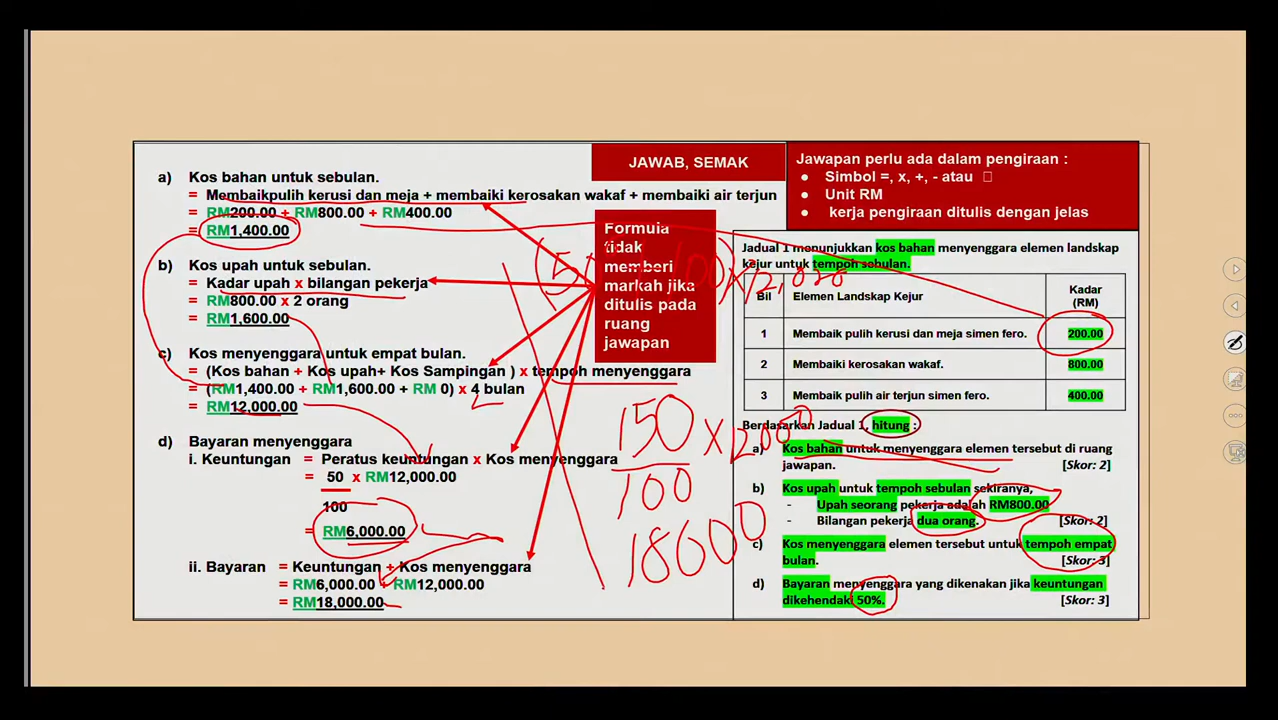 a) Kos bahan untuk sebulan.
= Membaikpulih kerusi dan meja + membaiki kerosakan wakaf + membaiki air terjun
= RM200.00 + RM800.00 + RM400.00
= RM1,400.00
b) Kos upah untuk sebulan.
= Kadar upah x bilangan pekerja
= RM800.00 x 2 orang
= RM1,600.00
c) Kos menyenggara untuk empat bulan.
= (Kos bahan + Kos upah+ Kos Sampingan ) x tempoh menyenggara
= (RM1,400.00 + RM1,600.00 + RM 0) x 4 bulan
= RM12,000.00
d) Bayaran menyenggara
i. Keuntungan = Peratus keuntungan x Kos menyenggara
= 50 x RM12,000.00
100
= RM6,000.00
ii. Bayaran = Keuntungan + Kos menyenggara
= RM6,000.00 + RM12,000.00
= RM18,000.00
JAWAB, SEMAK
Formula
tidak
memberi
markah jika
ditulis pada
ruang
jawapan
150 x 12000
100
18000
Jawapan perlu ada dalam pengiraan :
● Simbol =, x, +, - atau □
● Unit RM
● kerja pengiraan ditulis dengan jelas
Jadual 1 menunjukkan kos bahan menyenggara elemen landskap
kejur untuk tempoh sebulan.
Bil Elemen Landskap Kejur Kadar
(RM)
1 Membaik pulih kerusi dan meja simen fero. 200.00
2 Membaiki kerosakan wakaf. 800.00
3 Membaik pulih air terjun simen fero. 400.00
Berdasarkan Jadual 1, hitung :
a) Kos bahan untuk menyenggara elemen tersebut di ruang
jawapan. [Skor: 2]
b) Kos upah untuk tempoh sebulan sekiranya,
- Upah seorang pekerja adalah RM800.00
- Bilangan pekerja dua orang. [Skor: 2]
c) Kos menyenggara elemen tersebut untuk tempoh empat
bulan. [Skor: 3]
d) Bayaran menyenggara yang dikenakan jika keuntungan
dikehendaki 50%. [Skor: 3]